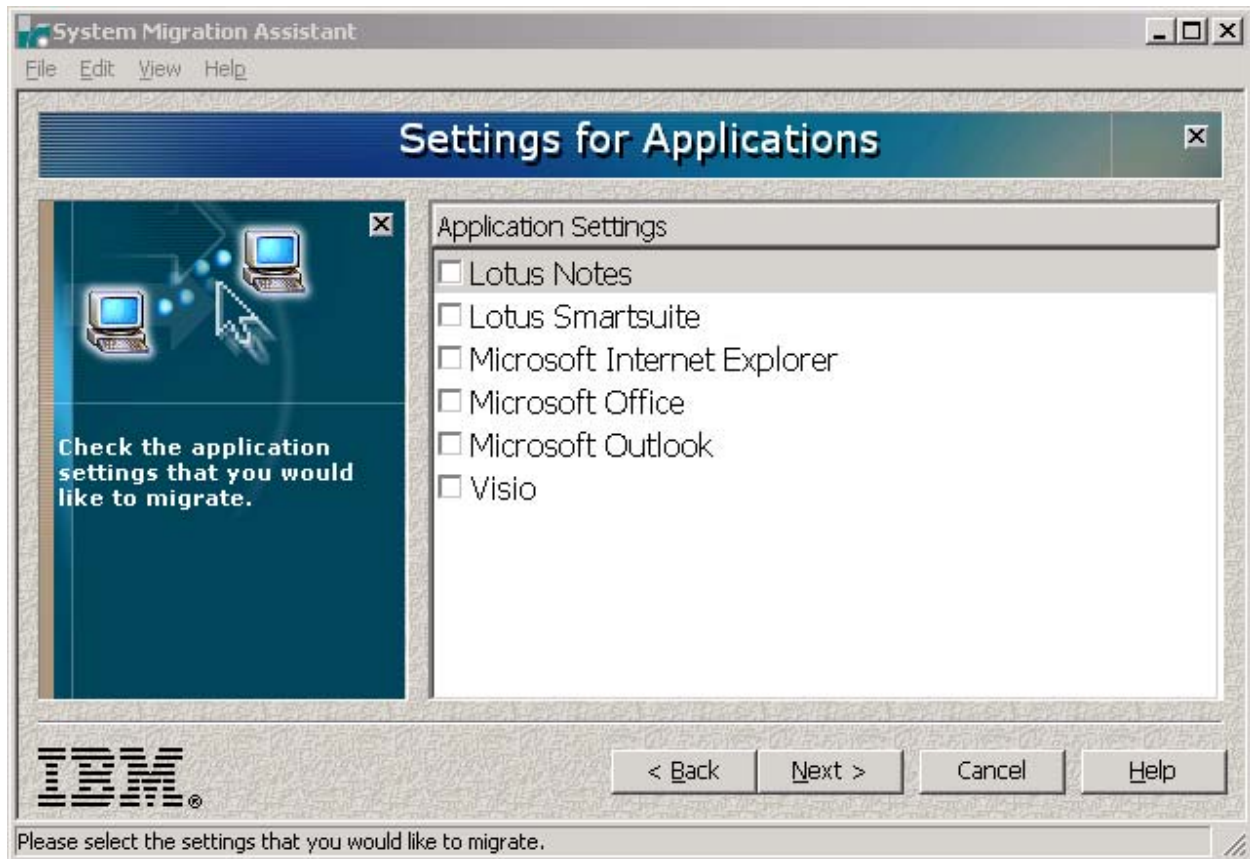 System Migration Assistant
File Edit View Help
Settings for Applications
Check the application
settings that you would
like to migrate.
Application Settings
Lotus Notes
Lotus Smartsuite
Microsoft Internet Explorer
Microsoft Office
Microsoft Outlook
Visio
IBM®
< Back Next > Cancel Help
Please select the settings that you would like to migrate.